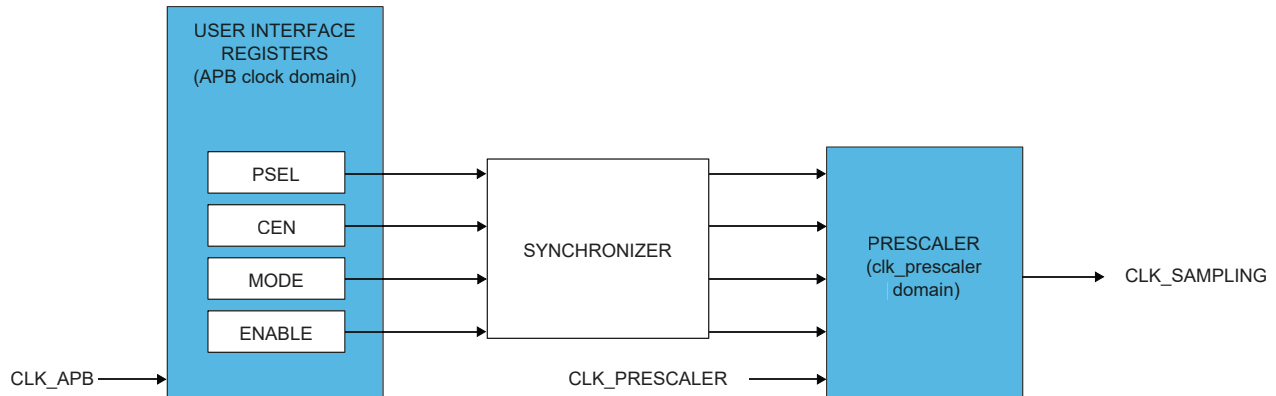 USER INTERFACE
REGISTERS
(APB clock domain)
PSEL
CEN
MODE
ENABLE
CLK_APB
SYNCHRONIZER
CLK_PRESCALER
PRESCALER
(clk_prescaler
domain)
CLK_SAMPLING